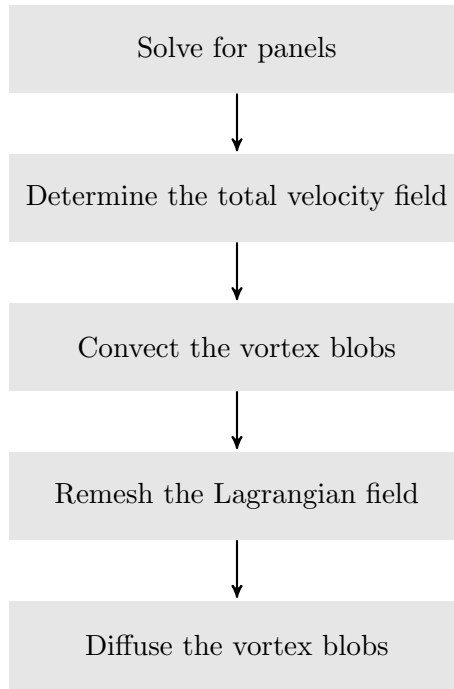 Solve for panels
Determine the total velocity field
Convect the vortex blobs
Remesh the Lagrangian field
Diffuse the vortex blobs